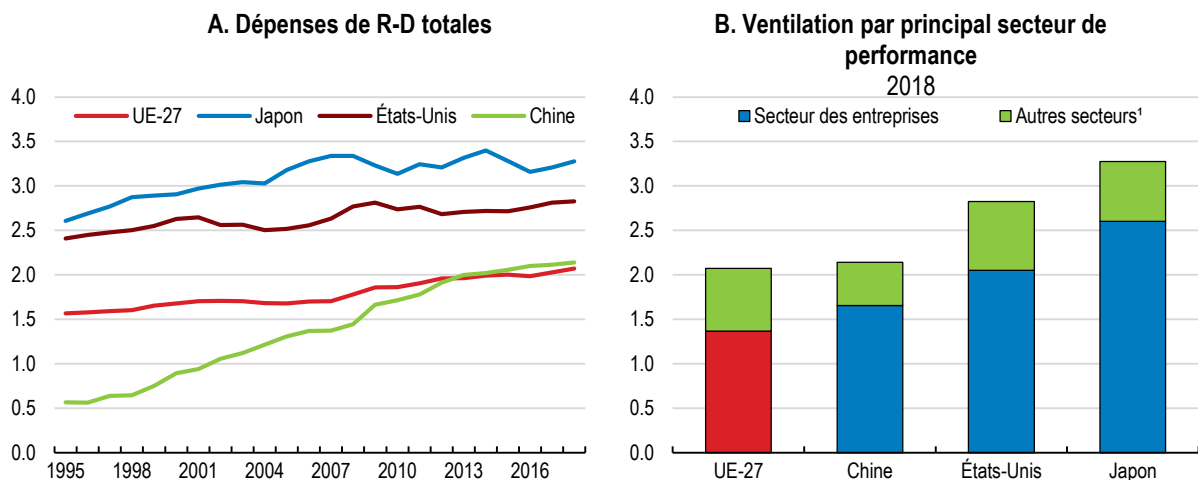 A. Dépenses de R-D totales
4.0
3.5
3.0
2.5
2.0
1.5
1.0
0.5
0.0
UE-27 Japon États-Unis Chine
1995 1998 2001 2004 2007 2010 2013 2016
B. Ventilation par principal secteur de
performance
2018
4.0
3.5
3.0
2.5
2.0
1.5
1.0
0.5
0.0
Secteur des entreprises Autres secteurs¹
UE-27 Chine États-Unis Japon